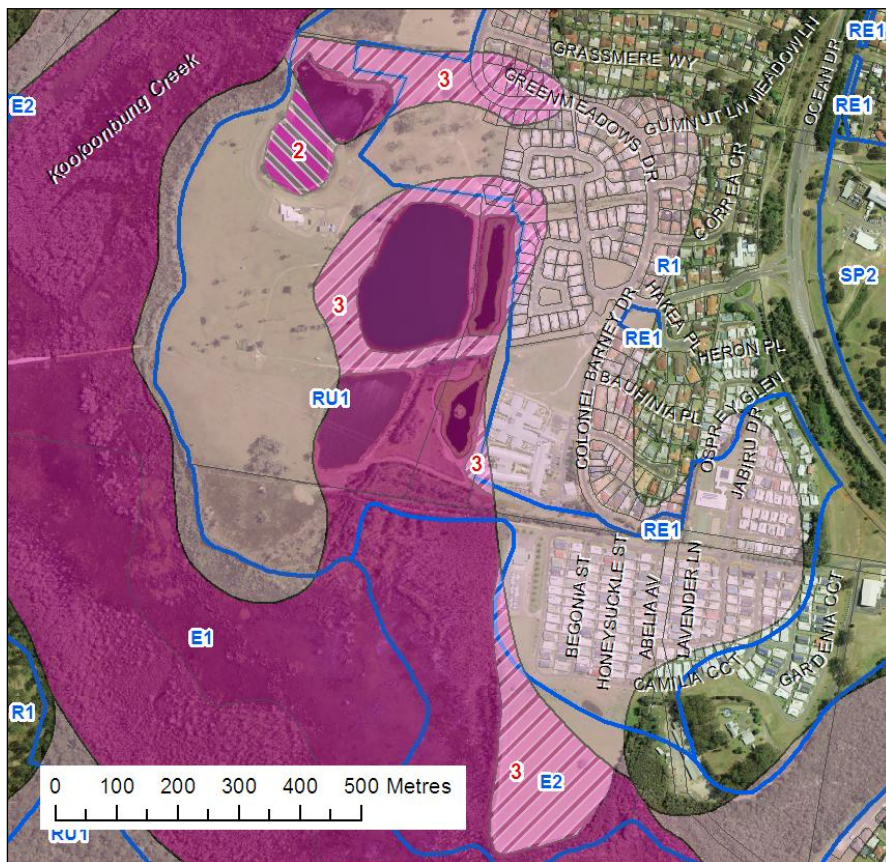 RE1
GRASSMERE WY
OCEAN DR
Kooloonbung Creek
E2
3
GREENMEADOWS DR
GUMNUT LN
MEADOW LN
RE1
2
CORREA CR
R1
SP2
3
COLONEL BARNEY DR
HAKEA PL
RE1
HERON PL
RU1
BAUHINIA PL
OSPREY GLEN
JABIRU DR
3
RE1
BEGONIA ST
HONEYSUCKLE ST
ABELIA AV
LAVENDER LN
E1
CAMILIA CCT
GARDENIA CCT
R1
3
E2
0 100 200 300 400 500 Metres
RU1